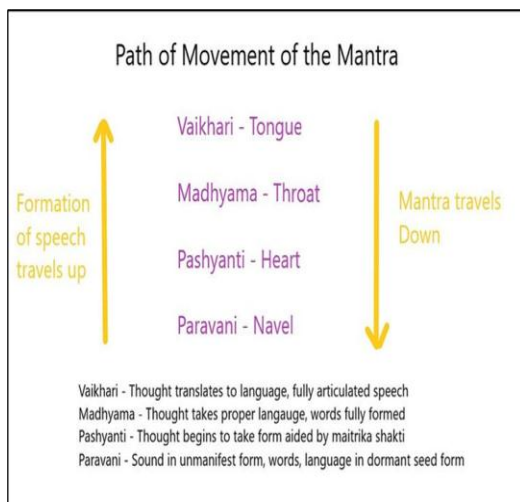 Path of Movement of the Mantra
Vaikhari - Tongue
Madhyama - Throat
Pashyanti - Heart
Paravani - Navel
Formation
of speech
travels up
Mantra travels
Down
Vaikhari - Thought translates to language, fully articulated speech
Madhyama - Thought takes proper langauge, words fully formed
Pashyanti - Thought begins to take form aided by maitrika shakti
Paravani - Sound in unmanifest form, words, language in dormant seed form